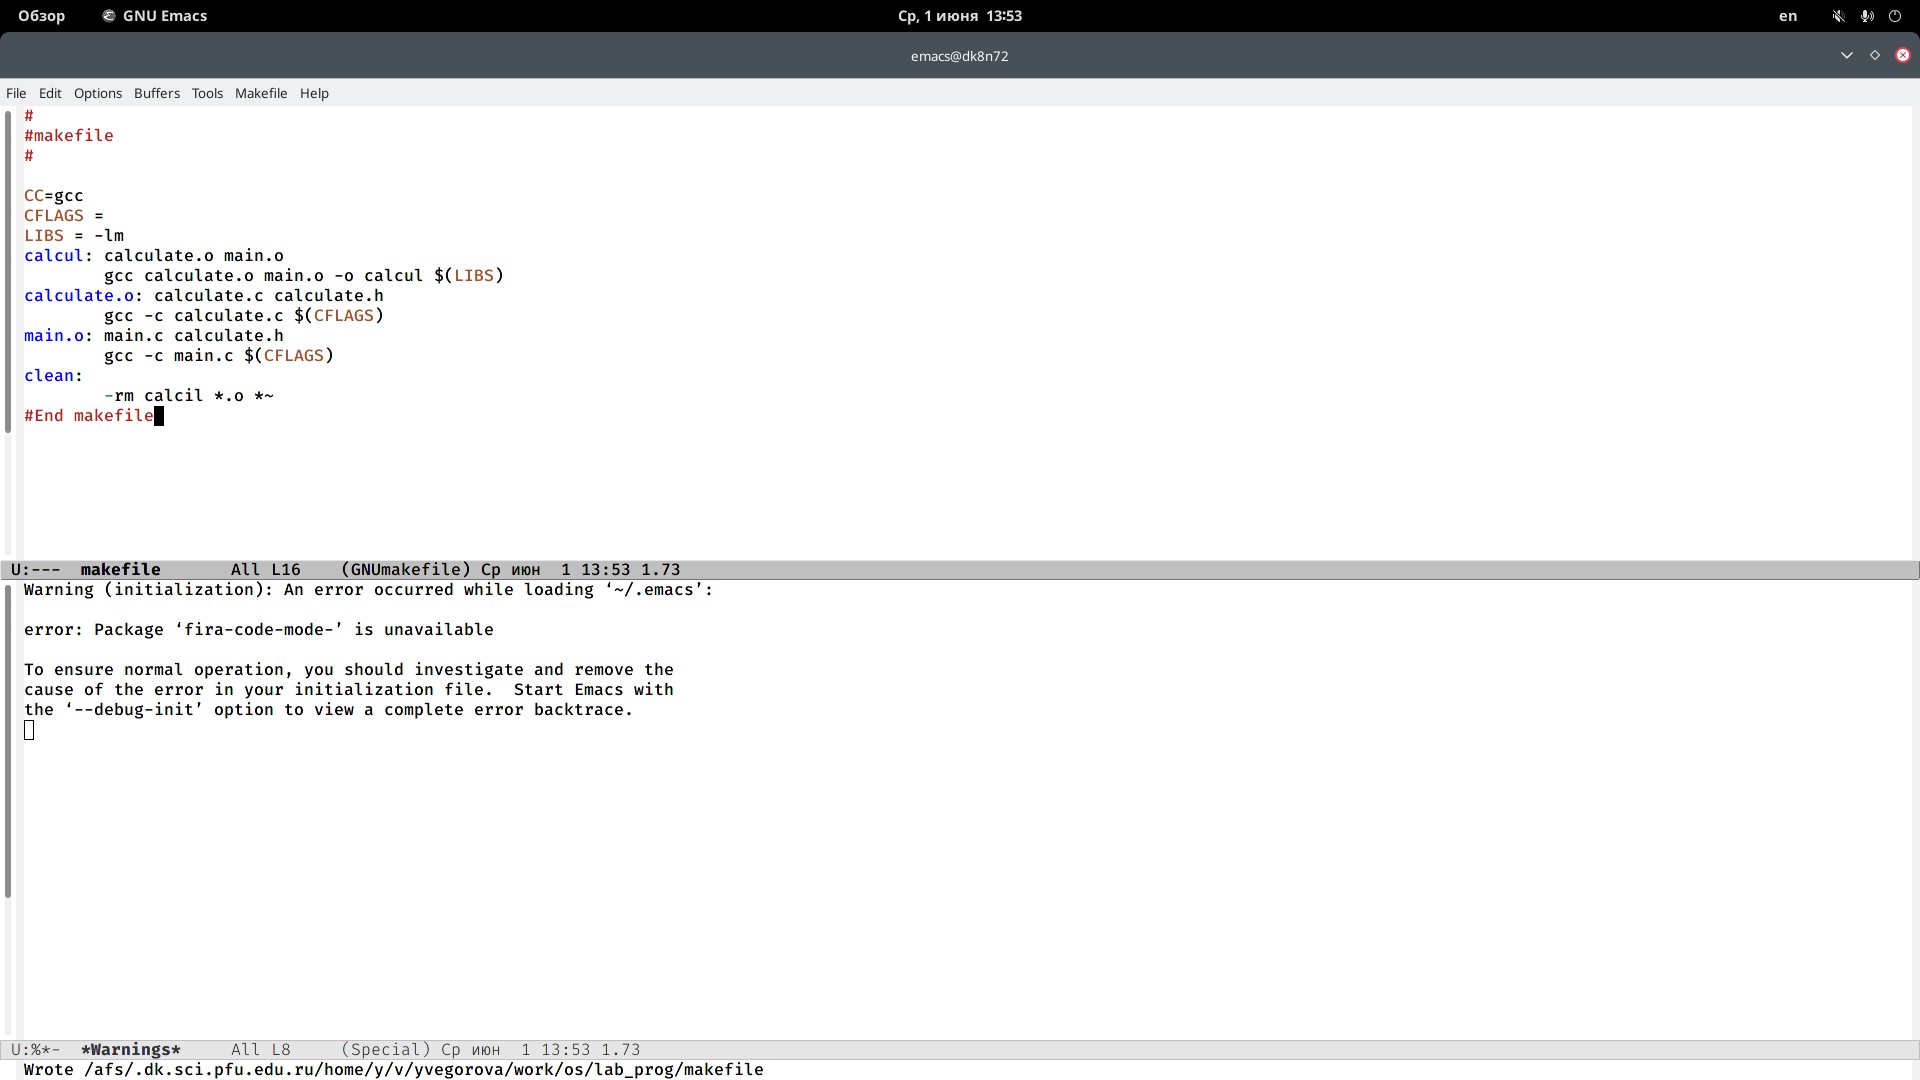 Обзор GNU Emacs Ср, 1 июня 13:53 en
emacs@dk8n72
File Edit Options Buffers Tools Makefile Help
#
#makefile
#
CC=gcc
CFLAGS =
LIBS = -lm
calcul: calculate.o main.o
        gcc calculate.o main.o -o calcul $(LIBS)
calculate.o: calculate.c calculate.h
        gcc -c calculate.c $(CFLAGS)
main.o: main.c calculate.h
        gcc -c main.c $(CFLAGS)
clean:
        -rm calcil *.o *~
#End makefile
U:---  makefile       All L16    (GNUmakefile) Ср июн  1 13:53 1.73
Warning (initialization): An error occurred while loading ‘~/.emacs’:
error: Package ‘fira-code-mode-’ is unavailable
To ensure normal operation, you should investigate and remove the
cause of the error in your initialization file.  Start Emacs with
the ‘--debug-init’ option to view a complete error backtrace.
U:%*-  *Warnings*     All L8     (Special) Ср июн  1 13:53 1.73
Wrote /afs/.dk.sci.pfu.edu.ru/home/y/v/yvegorova/work/os/lab_prog/makefile